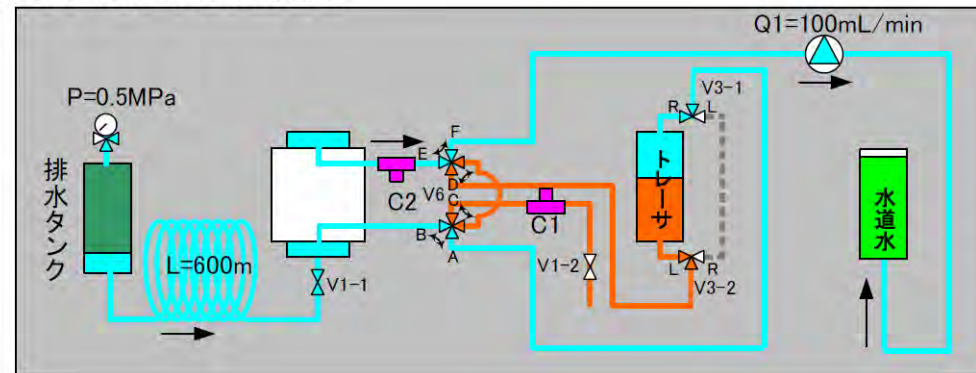 Q1=100mL/min
P=0.5MPa
排水タンク
L=600m
V1-1
C2
E
F
V6
D
C
B
A
C1
V1-2
R
L
V3-1
トレーサ
L
R
V3-2
水道水